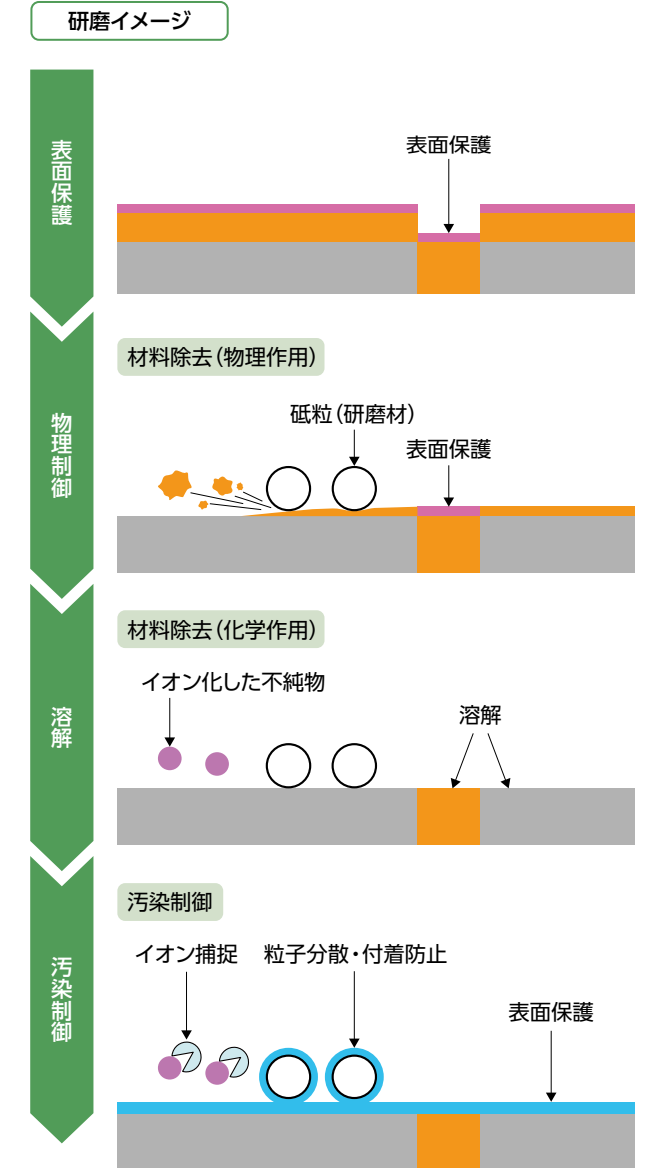 研磨イメージ
表面保護
表面保護
物理制御
材料除去(物理作用)
砥粒(研磨材)
表面保護
溶解
材料除去(化学作用)
イオン化した不純物
溶解
汚染制御
汚染制御
イオン捕捉
粒子分散・付着防止
表面保護